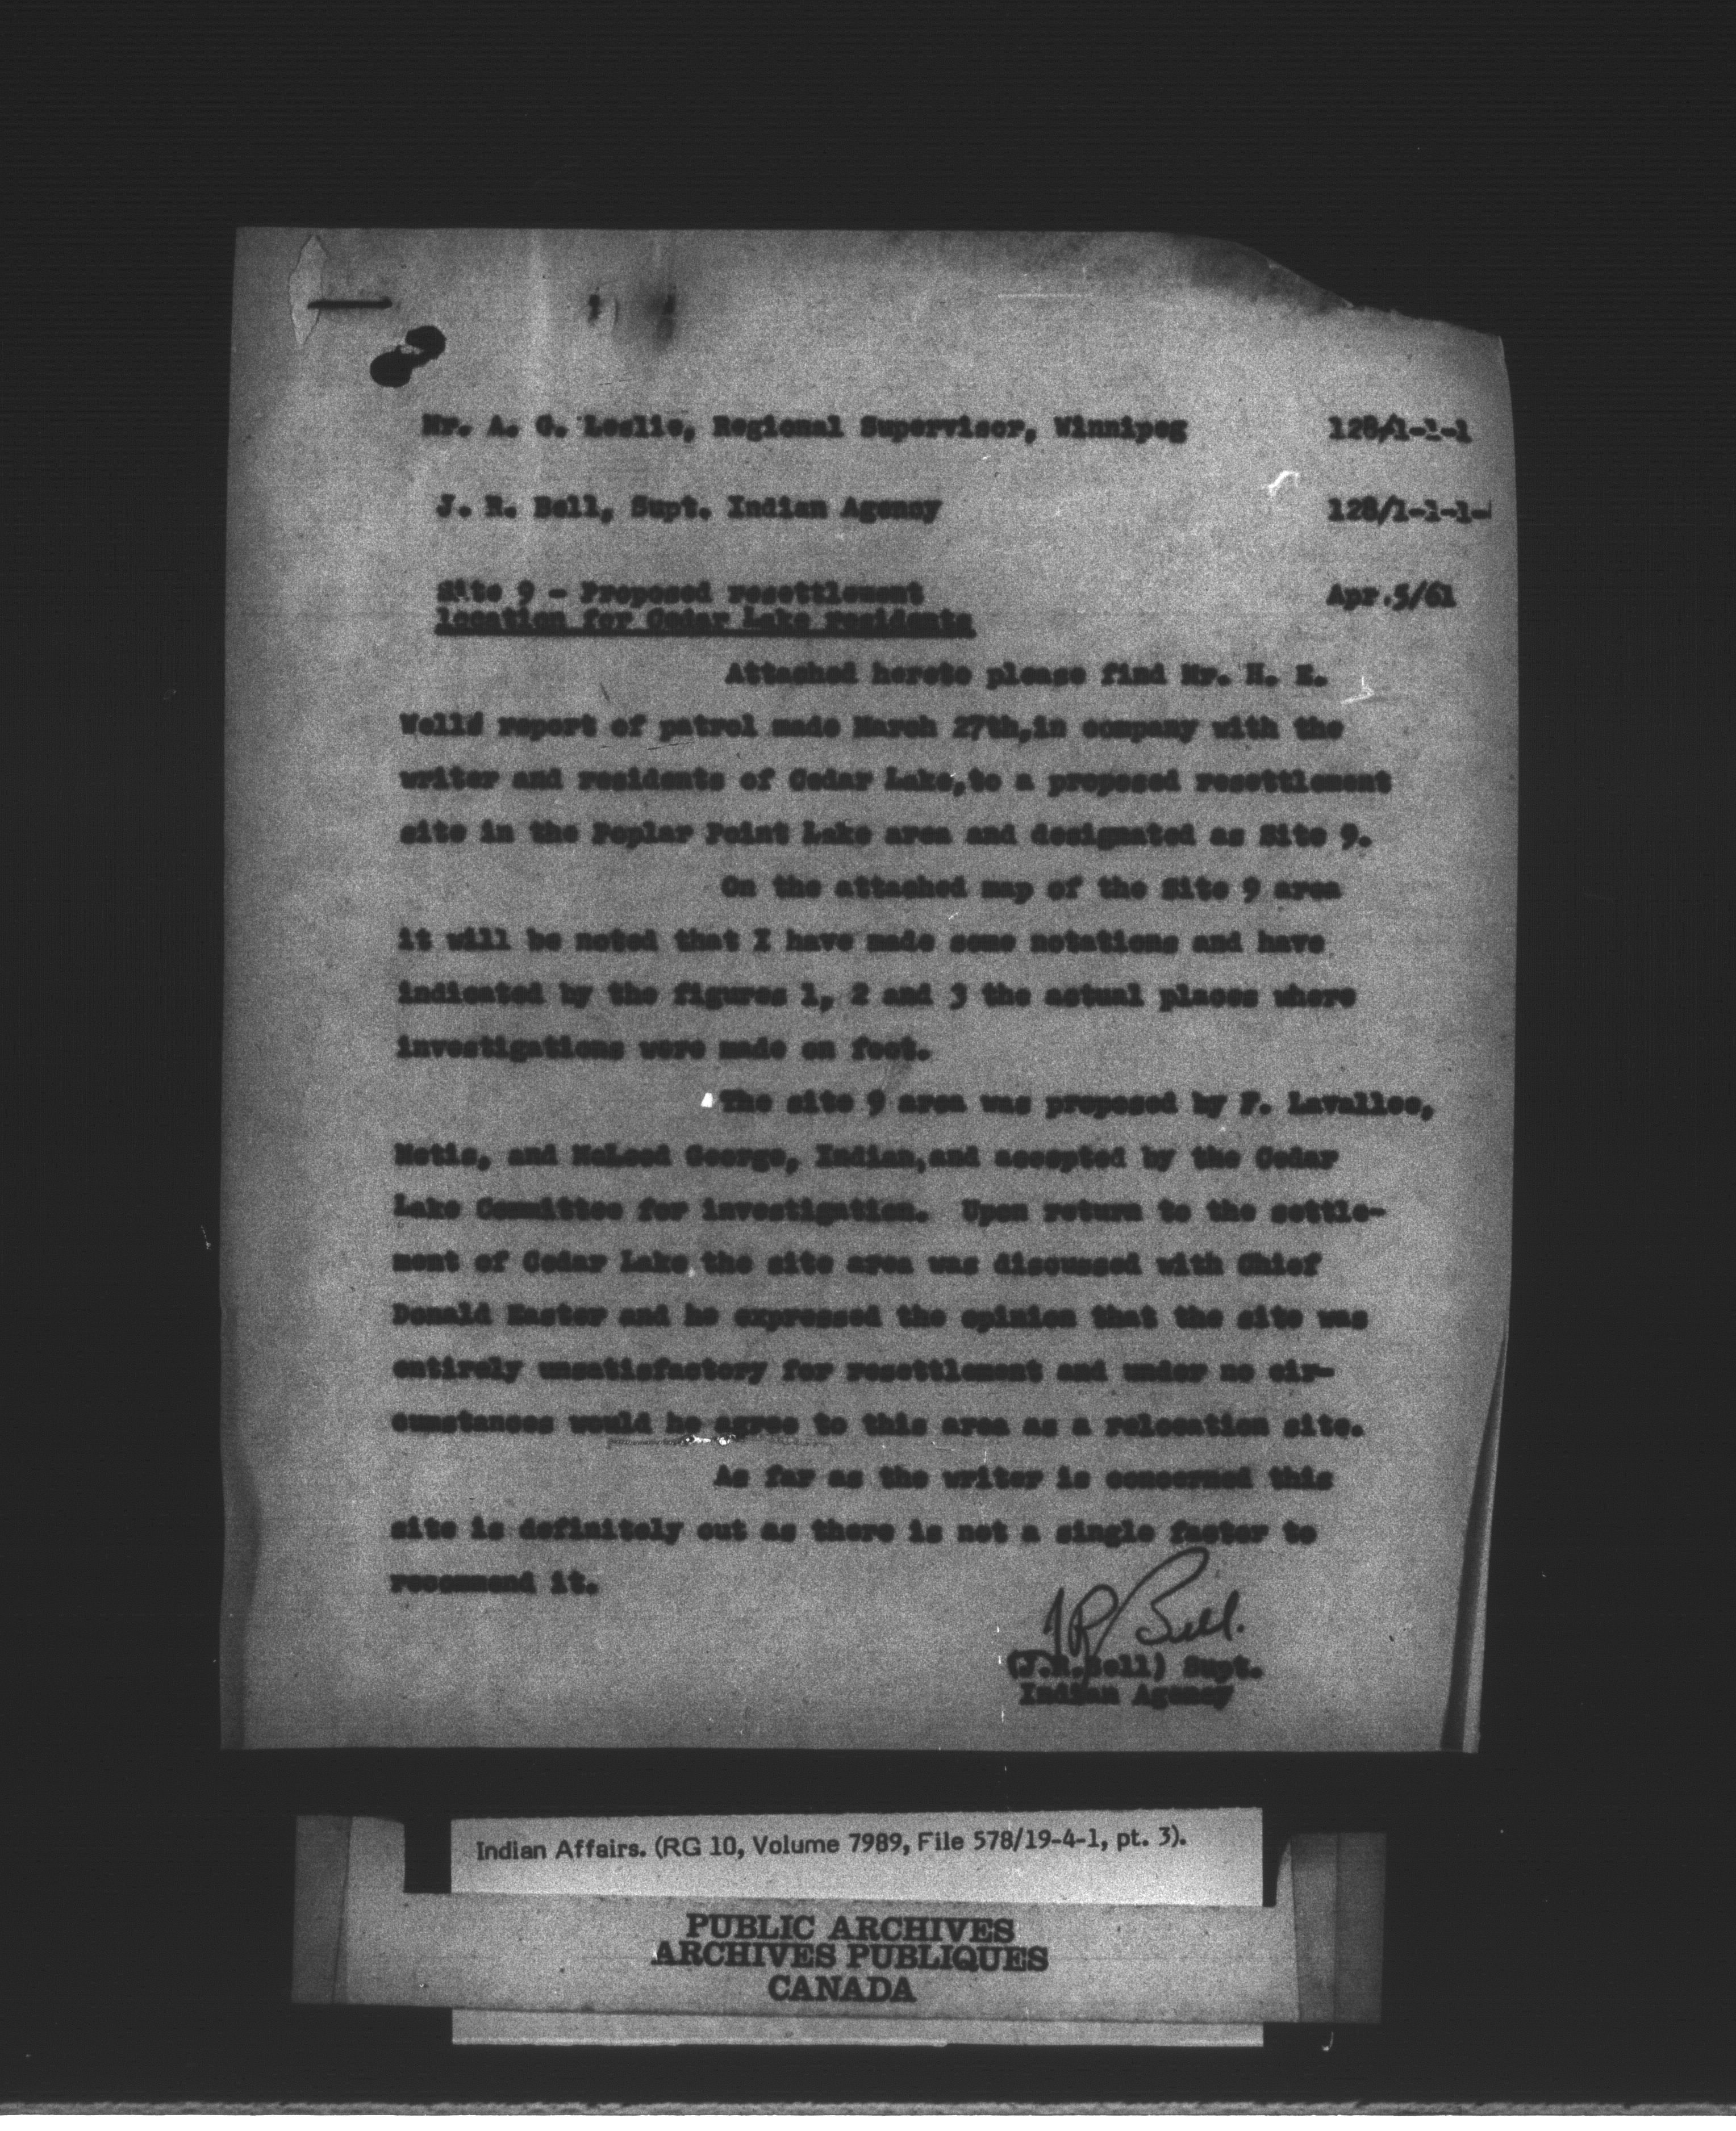 Mr. A. G. Leslie, Regional Supervisor, Winnipeg 128/1-1-1
J. R. Bell, Supt. Indian Agency 128/1-1-1-
Site 9 - Proposed resettlement Apr.5/61
location for Cedar Lake residents
Attached hereto please find Mr. H. E.
Wells report of patrol made March 27th,in company with the
writer and residents of Cedar Lake,to a proposed resettlement
site in the Poplar Point Lake area and designated as Site 9.
On the attached map of the Site 9 area
it will be noted that I have made some notations and have
indicated by the figures 1, 2 and 3 the actual places where
investigations were made on foot.
The site 9 area was proposed by F. Lavallee,
Metis, and McLeod George, Indian,and accepted by the Cedar
Lake Committee for investigation. Upon return to the settle-
ment of Cedar Lake the site area was discussed with Chief
Donald Easter and he expressed the opinion that the site was
entirely unsatisfactory for resettlement and under no cir-
cumstances would he agree to this area as a relocation site.
As far as the writer is concerned this
site is definitely out as there is not a single factor to
recommend it.
JR Bell.
(J.R.Bell) Supt.
Indian Agency
Indian Affairs. (RG 10, Volume 7989, File 578/19-4-1, pt. 3).
PUBLIC ARCHIVES
ARCHIVES PUBLIQUES
CANADA